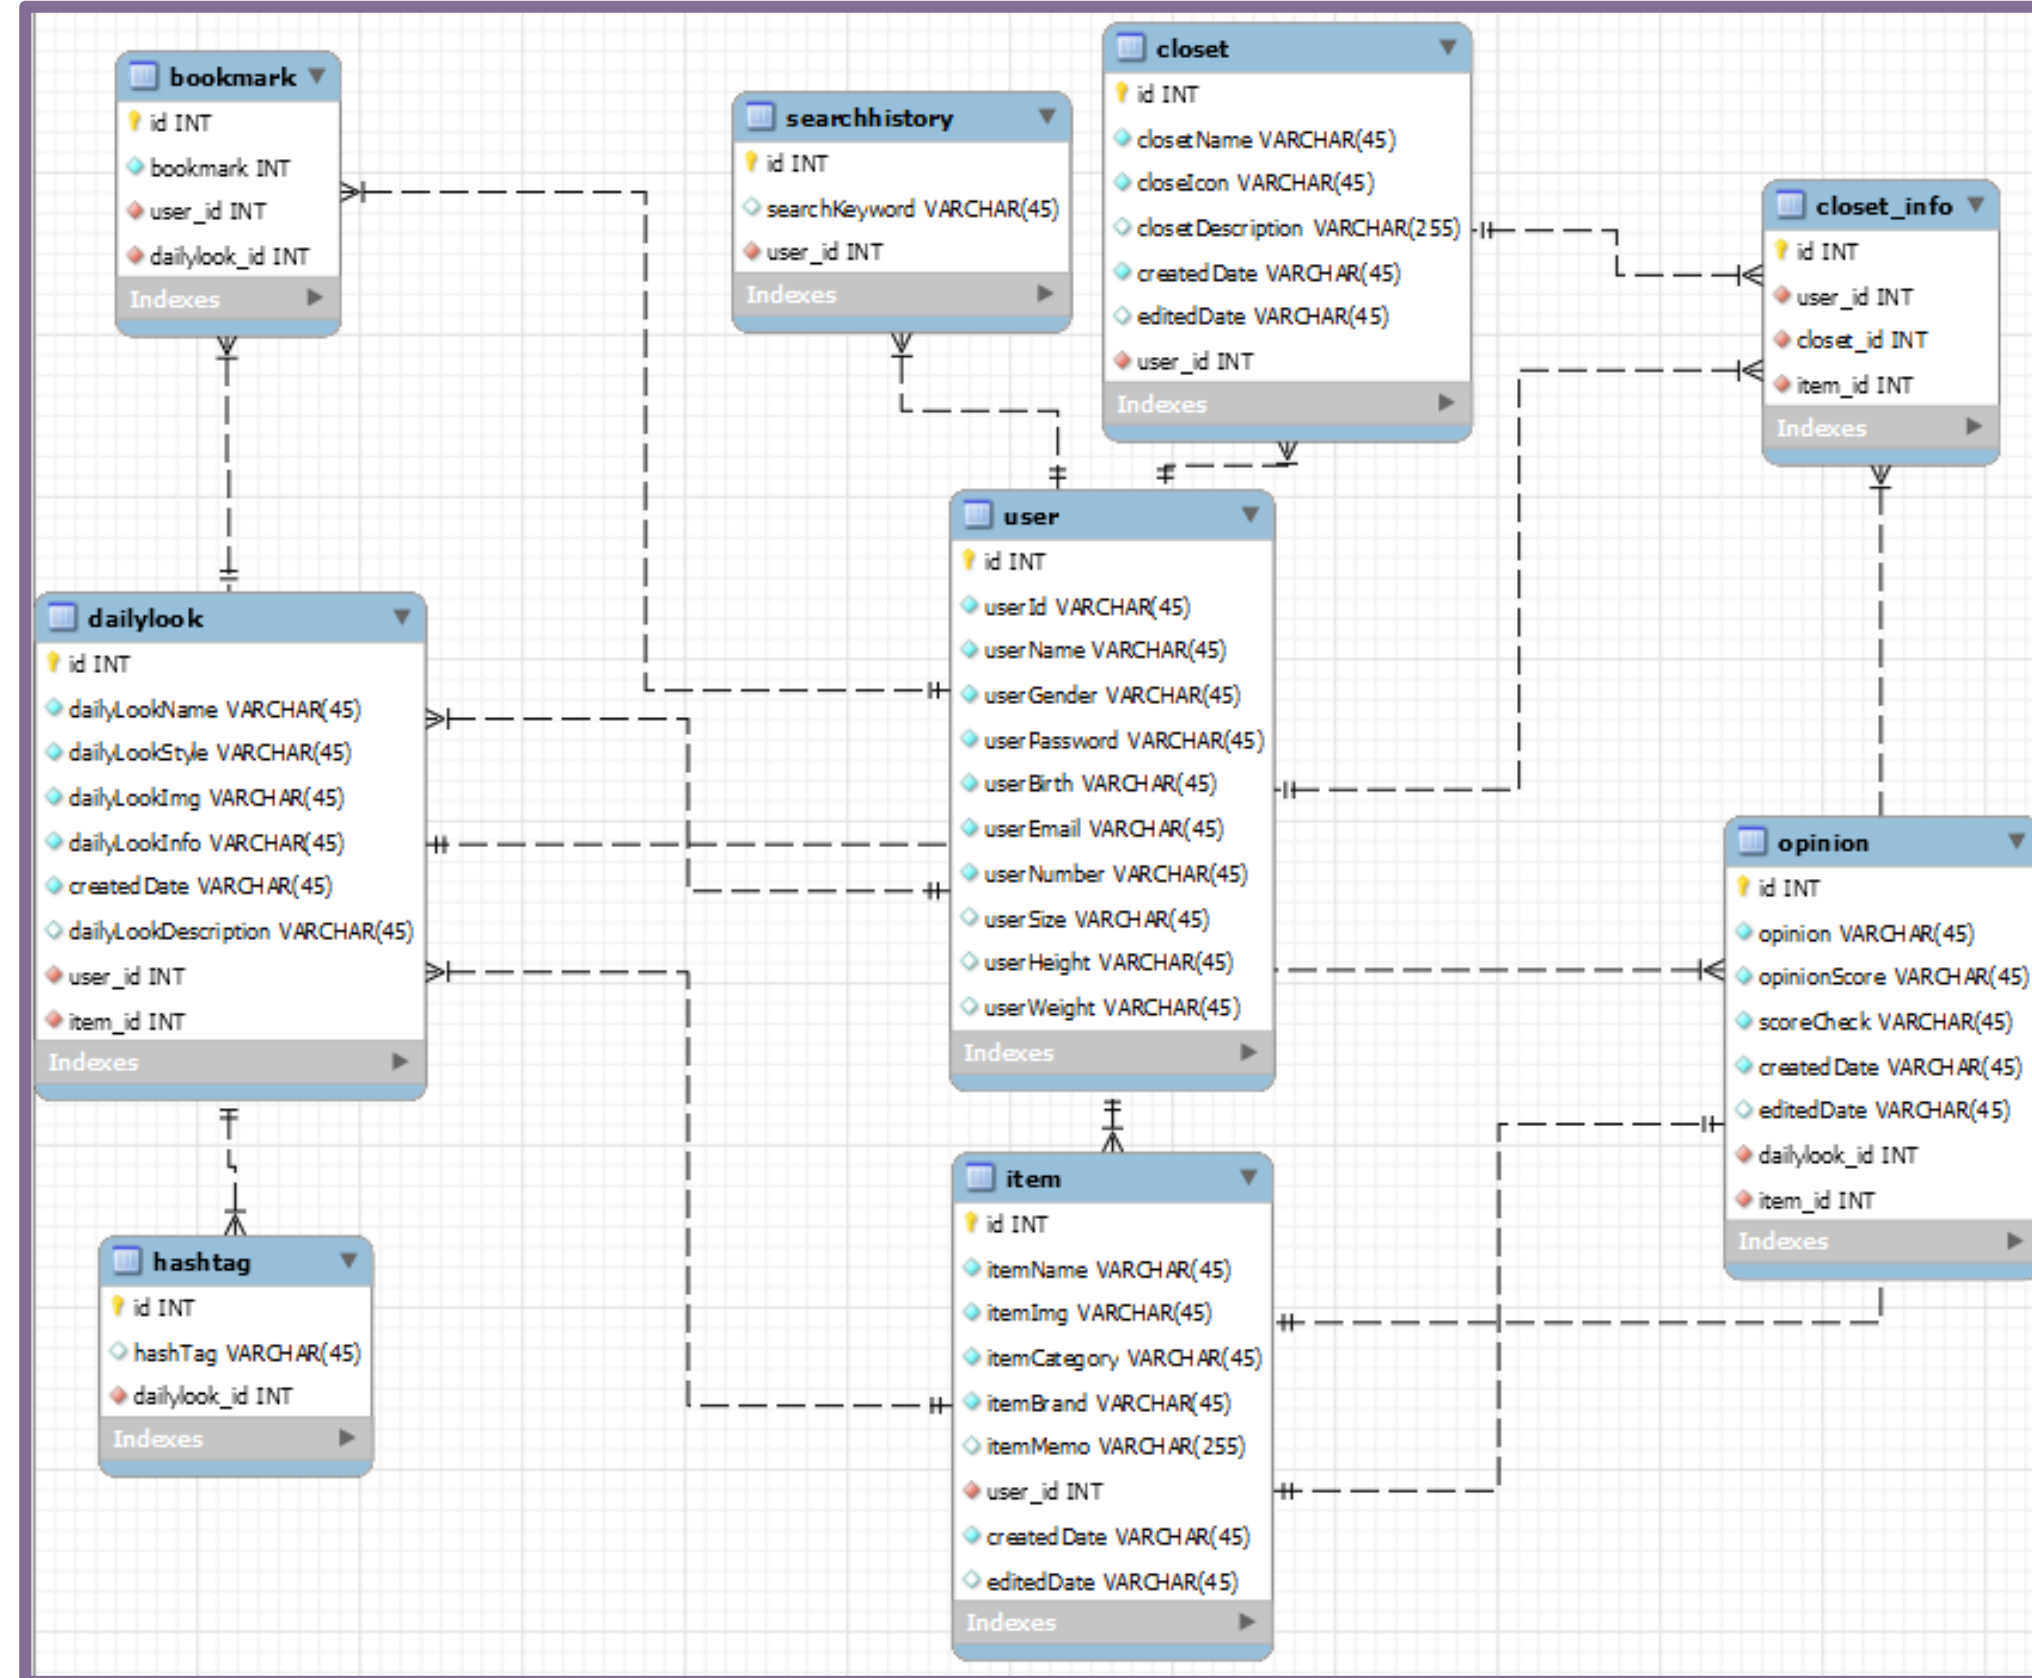 bookmark
id INT
bookmark INT
user_id INT
dailylook_id INT
Indexes
searchhistory
id INT
searchKeyword VARCHAR(45)
user_id INT
Indexes
closet
id INT
closetName VARCHAR(45)
closeIcon VARCHAR(45)
closetDescription VARCHAR(255)
createdDate VARCHAR(45)
editedDate VARCHAR(45)
user_id INT
Indexes
closet_info
id INT
user_id INT
closet_id INT
item_id INT
Indexes
dailylook
id INT
dailyLookName VARCHAR(45)
dailyLookStyle VARCHAR(45)
dailyLookImg VARCHAR(45)
dailyLookInfo VARCHAR(45)
createdDate VARCHAR(45)
dailyLookDescription VARCHAR(45)
user_id INT
item_id INT
Indexes
user
id INT
userId VARCHAR(45)
userName VARCHAR(45)
userGender VARCHAR(45)
userPassword VARCHAR(45)
userBirth VARCHAR(45)
userEmail VARCHAR(45)
userNumber VARCHAR(45)
userSize VARCHAR(45)
userHeight VARCHAR(45)
userWeight VARCHAR(45)
Indexes
opinion
id INT
opinion VARCHAR(45)
opinionScore VARCHAR(45)
scoreCheck VARCHAR(45)
createdDate VARCHAR(45)
editedDate VARCHAR(45)
dailylook_id INT
item_id INT
Indexes
hashtag
id INT
hashTag VARCHAR(45)
dailylook_id INT
Indexes
item
id INT
itemName VARCHAR(45)
itemImg VARCHAR(45)
itemCategory VARCHAR(45)
itemBrand VARCHAR(45)
itemMemo VARCHAR(255)
user_id INT
createdDate VARCHAR(45)
editedDate VARCHAR(45)
Indexes